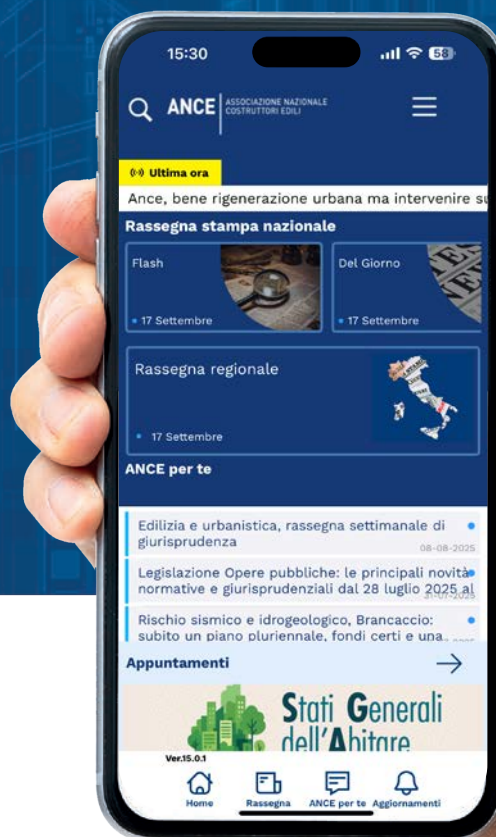 15:30
58
ANCE ASSOCIAZIONE NAZIONALE
COSTRUTTORI EDILI
Ultima ora
Ance, bene rigenerazione urbana ma intervenire su
Rassegna stampa nazionale
Flash
Del Giorno
17 Settembre
17 Settembre
Rassegna regionale
17 Settembre
ANCE per te
Edilizia e urbanistica, rassegna settimanale di
giurisprudenza
08-08-2025
Legislazione Opere pubbliche: le principali novità
normative e giurisprudenziali dal 28 luglio 2025 al
31-07-2025
Rischio sismico e idrogeologico, Brancaccio:
subito un piano pluriennale, fondi certi e una
Appuntamenti
Stati Generali
dell'Abitare
Ver.15.0.1
Home Rassegna ANCE per te Aggiornamenti